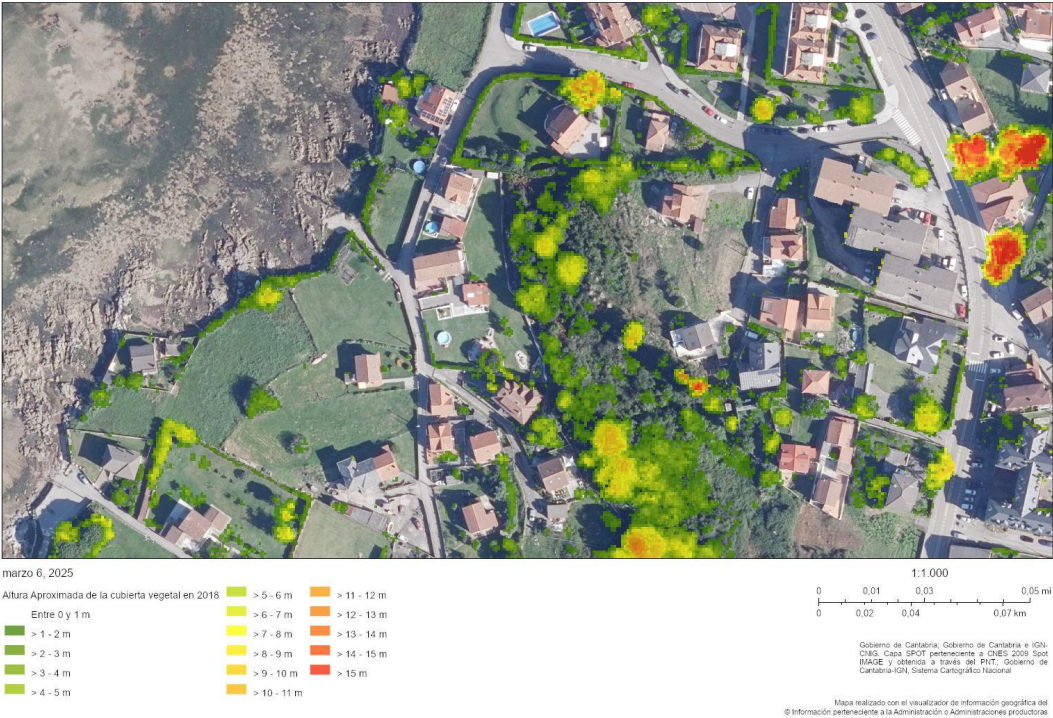 marzo 6, 2025
1:1.000
Altura Aproximada de la cubierta vegetal en 2018
Entre 0 y 1 m
> 1 - 2 m
> 2 - 3 m
> 3 - 4 m
> 4 - 5 m
> 5 - 6 m
> 6 - 7 m
> 7 - 8 m
> 8 - 9 m
> 9 - 10 m
> 10 - 11 m
> 11 - 12 m
> 12 - 13 m
> 13 - 14 m
> 14 - 15 m
> 15 m
0 0,01 0,03 0,05 mi
0 0,02 0,04 0,07 km
Gobierno de Cantabria; Gobierno de Cantabria e IGN-
CNIG. Capa SPOT perteneciente a CNES 2009 Spot
IMAGE y obtenida a través del PNT.; Gobierno de
Cantabria-IGN, Sistema Cartográfico Nacional
Mapa realizado con el visualizador de información geográfica del
© Información perteneciente a la Administración o Administraciones productoras